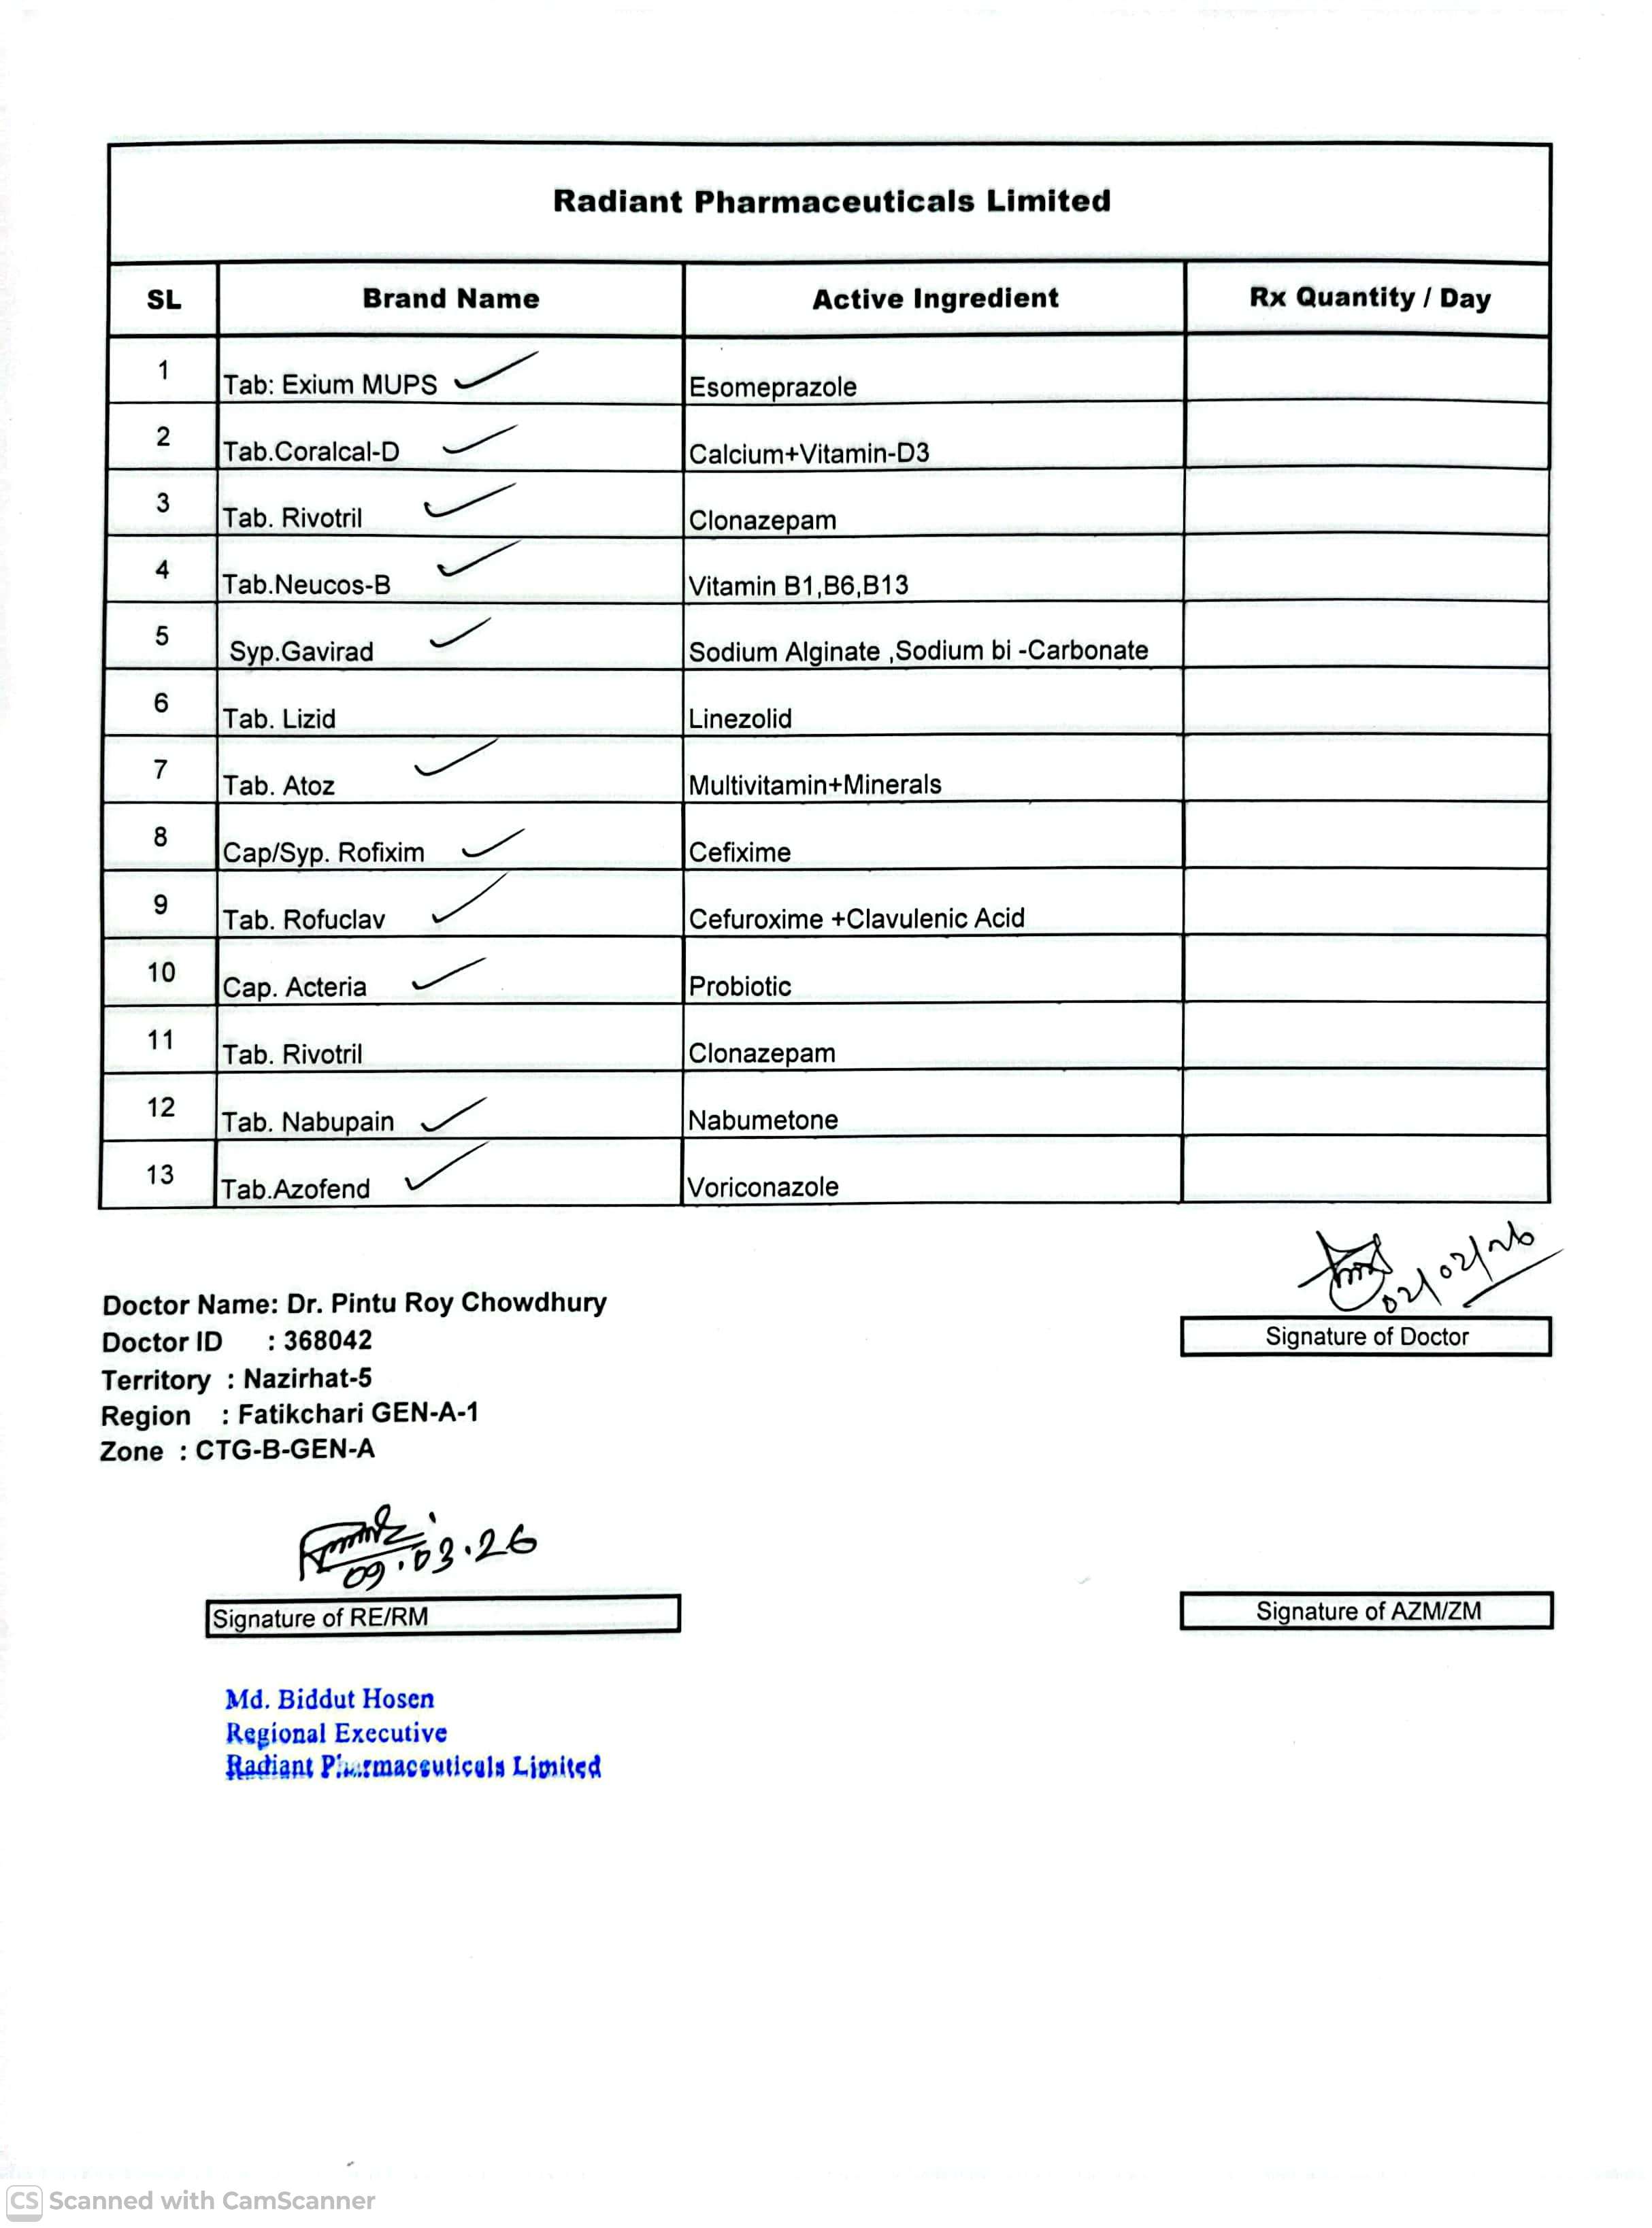 Radiant Pharmaceuticals Limited
SL Brand Name Active Ingredient Rx Quantity / Day
1 Tab: Exium MUPS ✓ Esomeprazole
2 Tab.Coralcal-D ✓ Calcium+Vitamin-D3
3 Tab. Rivotril ✓ Clonazepam
4 Tab.Neucos-B ✓ Vitamin B1,B6,B13
5 Syp.Gavirad ✓ Sodium Alginate ,Sodium bi -Carbonate
6 Tab. Lizid Linezolid
7 Tab. Atoz ✓ Multivitamin+Minerals
8 Cap/Syp. Rofixim ✓ Cefixime
9 Tab. Rofuclav ✓ Cefuroxime +Clavulenic Acid
10 Cap. Acteria ✓ Probiotic
11 Tab. Rivotril Clonazepam
12 Tab. Nabupain ✓ Nabumetone
13 Tab.Azofend ✓ Voriconazole
02/02/26
Signature of Doctor
Doctor Name: Dr. Pintu Roy Chowdhury
Doctor ID : 368042
Territory : Nazirhat-5
Region : Fatikchari GEN-A-1
Zone : CTG-B-GEN-A
09.03.26
Signature of RE/RM
Signature of AZM/ZM
Md. Biddut Hosen
Regional Executive
Radiant Pharmaceuticals Limited
CS Scanned with CamScanner